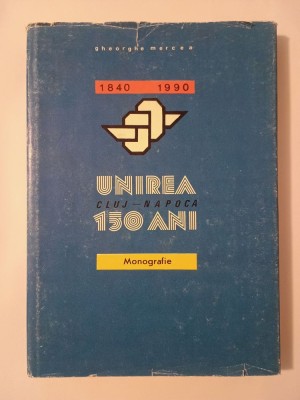 gheorghe mercea
1840 1990
UNIREA
CLUJ-NAPOCA
150 ANI
Monografie